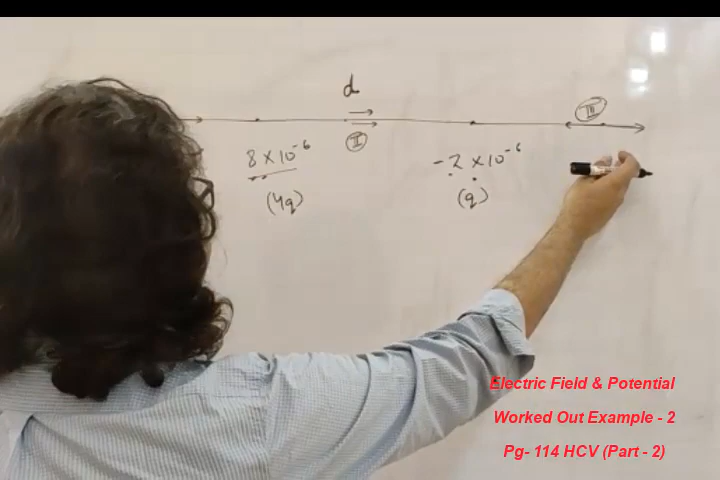 d
II
III
8 × 10⁻⁶
-2 × 10⁻⁶
(4q)
(q)
Electric Field & Potential
Worked Out Example - 2
Pg- 114 HCV (Part - 2)